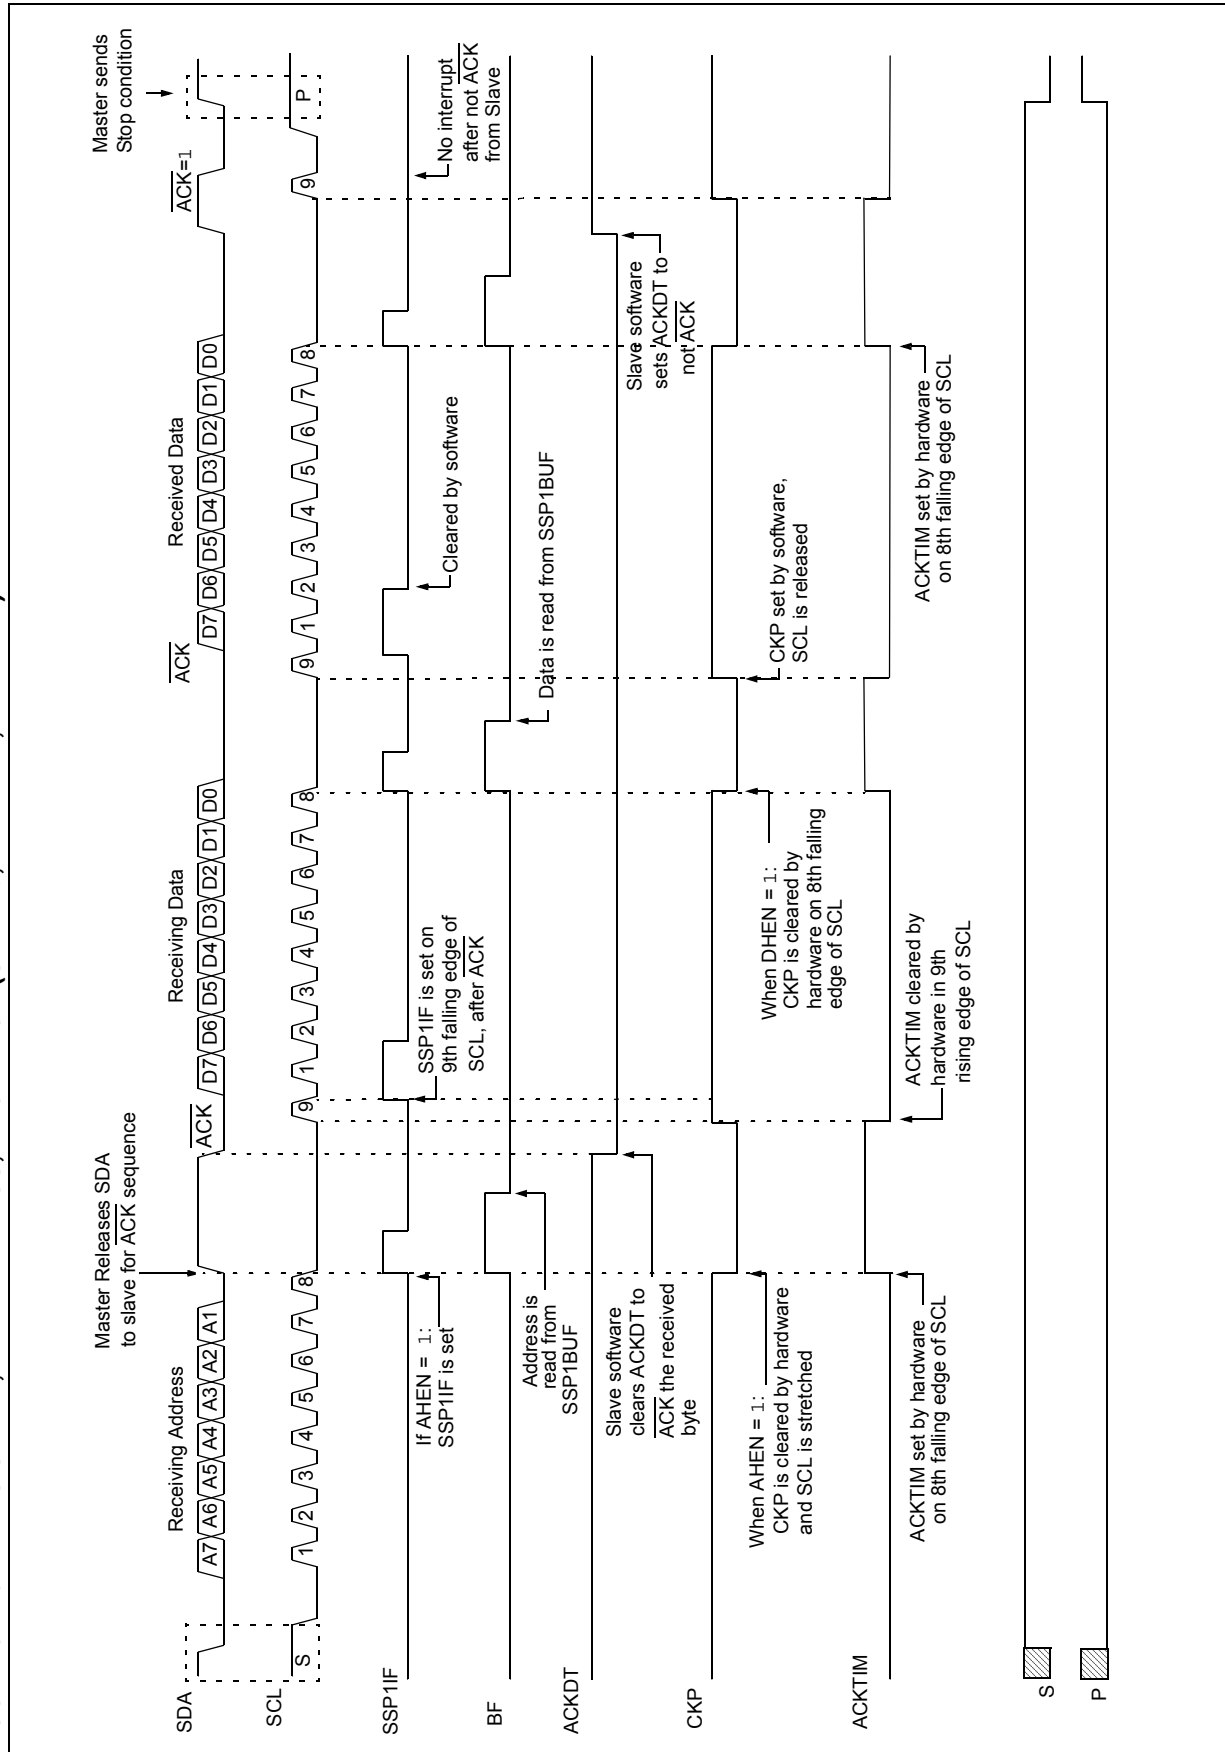 Master Releases SDA
to slave for ACK sequence
Master sends
Stop condition
Receiving Address
Receiving Data
Received Data
ACK
ACK
ACK=1
SDA
A7 A6 A5 A4 A3 A2 A1
D7 D6 D5 D4 D3 D2 D1 D0
D7 D6 D5 D4 D3 D2 D1 D0
SCL
S
1 2 3 4 5 6 7 8 9
1 2 3 4 5 6 7 8 9
1 2 3 4 5 6 7 8 9
P
SSP1IF
If AHEN = 1:
SSP1IF is set
SSP1IF is set on
9th falling edge of
SCL, after ACK
Cleared by software
No interrupt
after not ACK
from Slave
BF
Address is
read from
SSP1BUF
Data is read from SSP1BUF
ACKDT
Slave software
clears ACKDT to
ACK the received
byte
Slave software
sets ACKDT to
not ACK
CKP
When AHEN = 1:
CKP is cleared by hardware
and SCL is stretched
When DHEN = 1:
CKP is cleared by
hardware on 8th falling
edge of SCL
CKP set by software,
SCL is released
ACKTIM
ACKTIM set by hardware
on 8th falling edge of SCL
ACKTIM cleared by
hardware in 9th
rising edge of SCL
ACKTIM set by hardware
on 8th falling edge of SCL
S
P